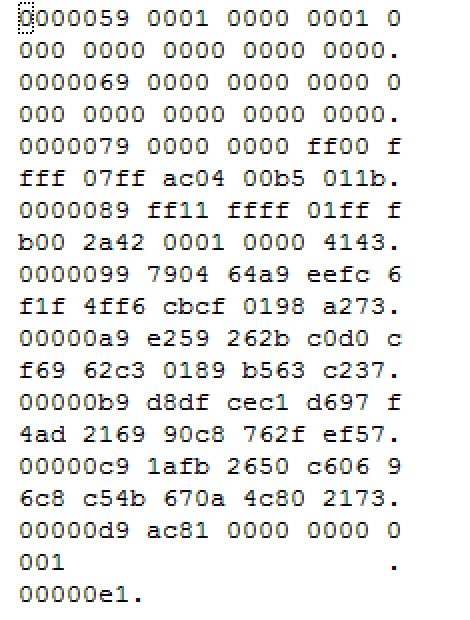 0000059 0001 0000 0001 0
000 0000 0000 0000 0000.
0000069 0000 0000 0000 0
000 0000 0000 0000 0000.
0000079 0000 0000 ff00 f
fff 07ff ac04 00b5 011b.
0000089 ff11 ffff 01ff f
b00 2a42 0001 0000 4143.
0000099 7904 64a9 eefc 6
f1f 4ff6 cbcf 0198 a273.
00000a9 e259 262b c0d0 c
f69 62c3 0189 b563 c237.
00000b9 d8df cec1 d697 f
4ad 2169 90c8 762f ef57.
00000c9 1afb 2650 c606 9
6c8 c54b 670a 4c80 2173.
00000d9 ac81 0000 0000 0
001 .
00000e1.